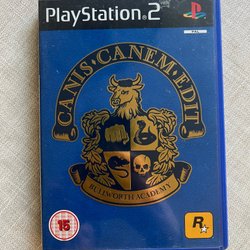 PlayStation 2
PAL
CANIS CANEM EDIT
BULLWORTH ACADEMY
15
R